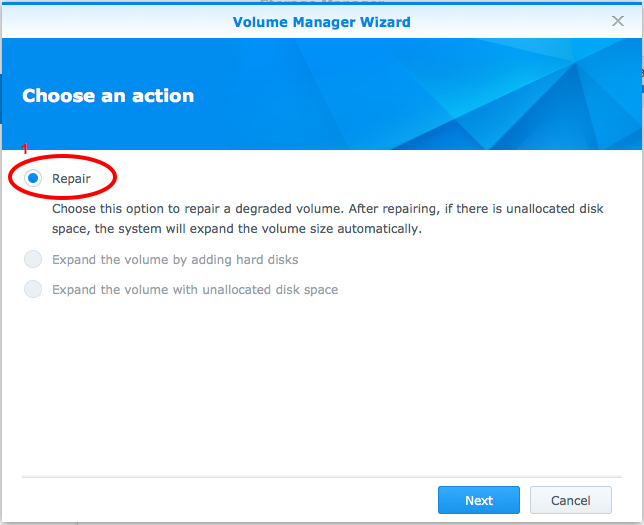 Storage Manager
Volume Manager Wizard
Choose an action
1
Repair
Choose this option to repair a degraded volume. After repairing, if there is unallocated disk
space, the system will expand the volume size automatically.
Expand the volume by adding hard disks
Expand the volume with unallocated disk space
Next
Cancel